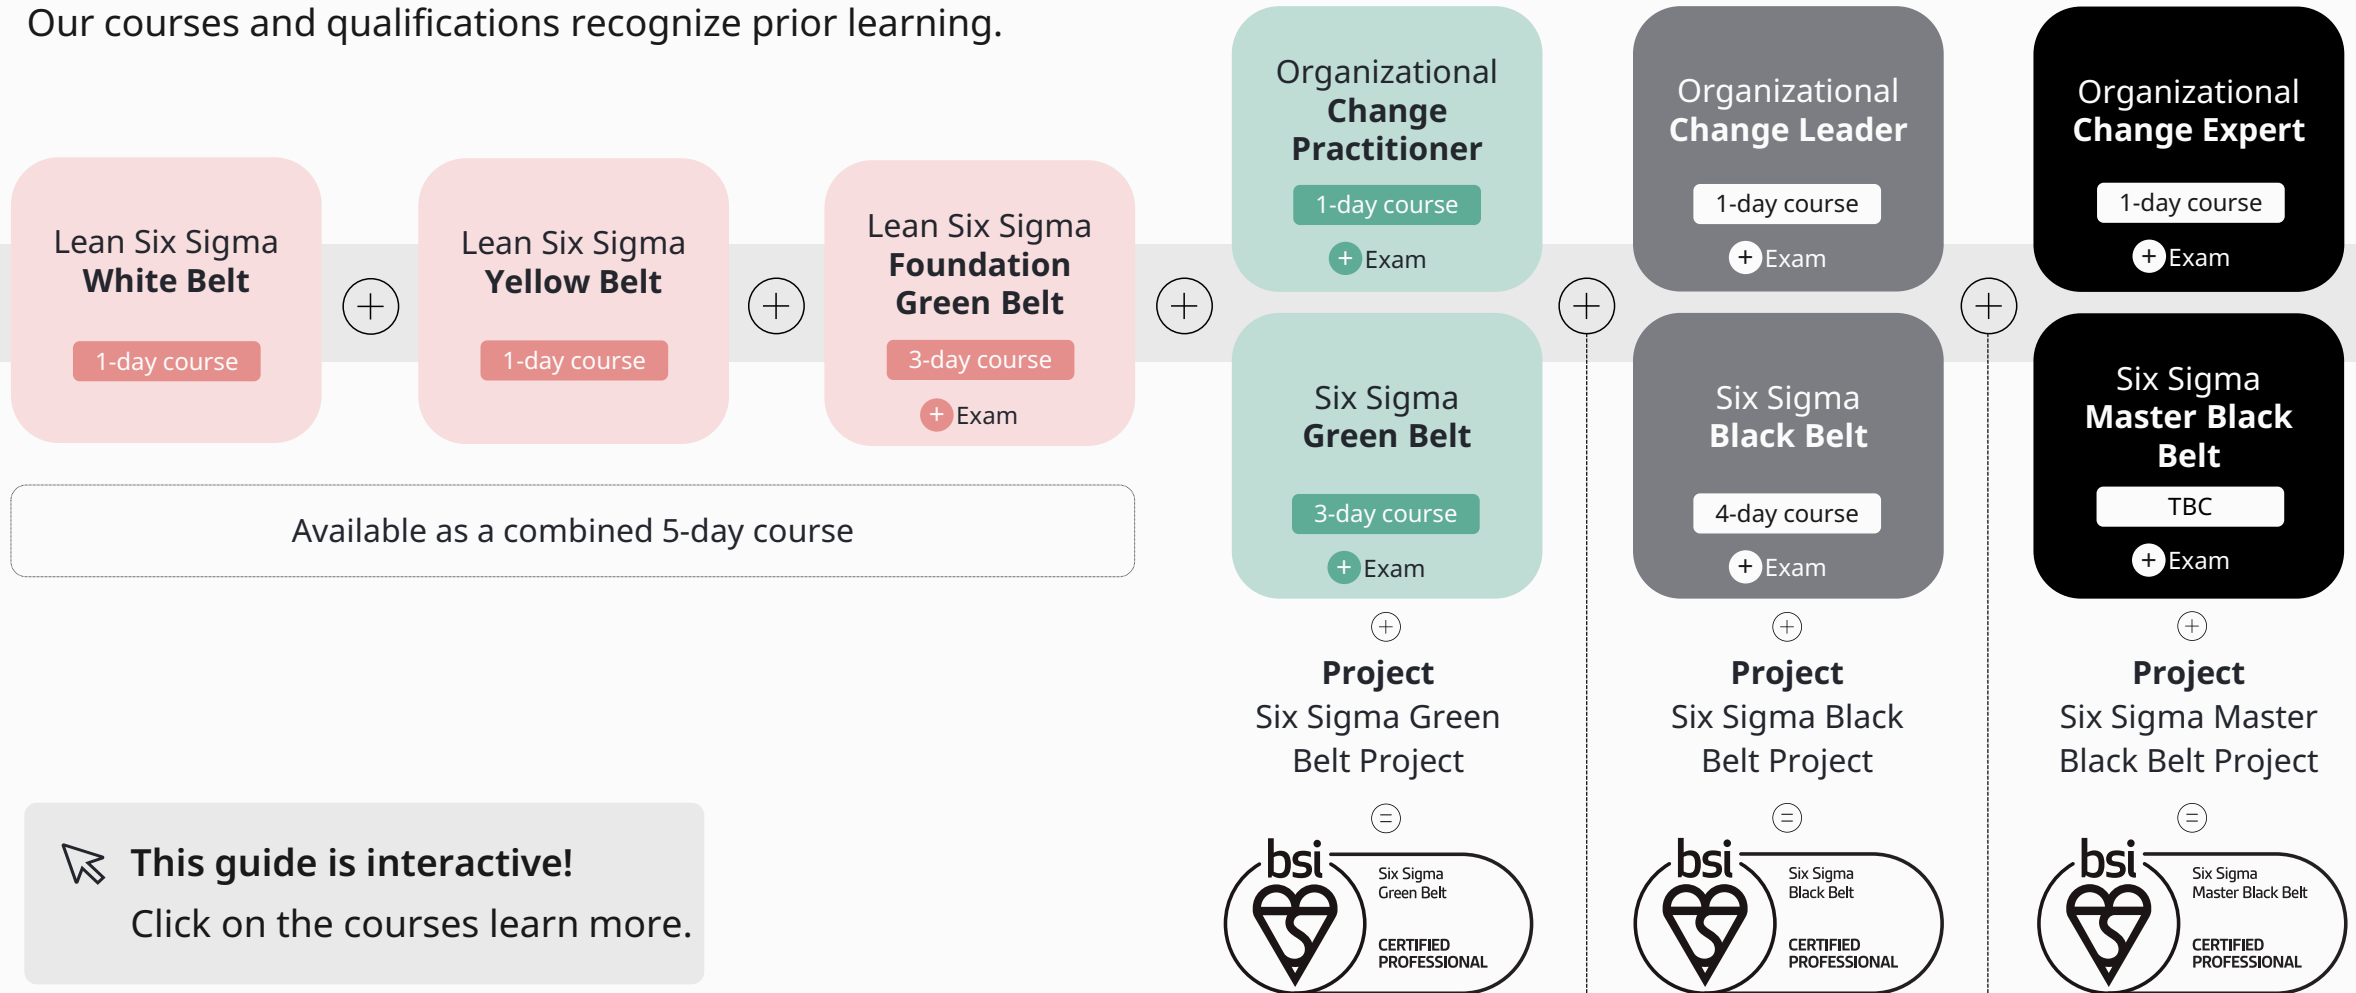 Our courses and qualifications recognize prior learning.
Lean Six Sigma
White Belt
1-day course
+
Lean Six Sigma
Yellow Belt
1-day course
+
Lean Six Sigma
Foundation
Green Belt
3-day course
+ Exam
Available as a combined 5-day course
+
Organizational
Change
Practitioner
1-day course
+ Exam
Six Sigma
Green Belt
3-day course
+ Exam
+
Project
Six Sigma Green
Belt Project
=
bsi
Six Sigma
Green Belt
CERTIFIED
PROFESSIONAL
+
Organizational
Change Leader
1-day course
+ Exam
Six Sigma
Black Belt
4-day course
+ Exam
+
Project
Six Sigma Black
Belt Project
=
bsi
Six Sigma
Black Belt
CERTIFIED
PROFESSIONAL
+
Organizational
Change Expert
1-day course
+ Exam
Six Sigma
Master Black
Belt
TBC
+ Exam
+
Project
Six Sigma Master
Black Belt Project
=
bsi
Six Sigma
Master Black Belt
CERTIFIED
PROFESSIONAL
This guide is interactive!
Click on the courses learn more.